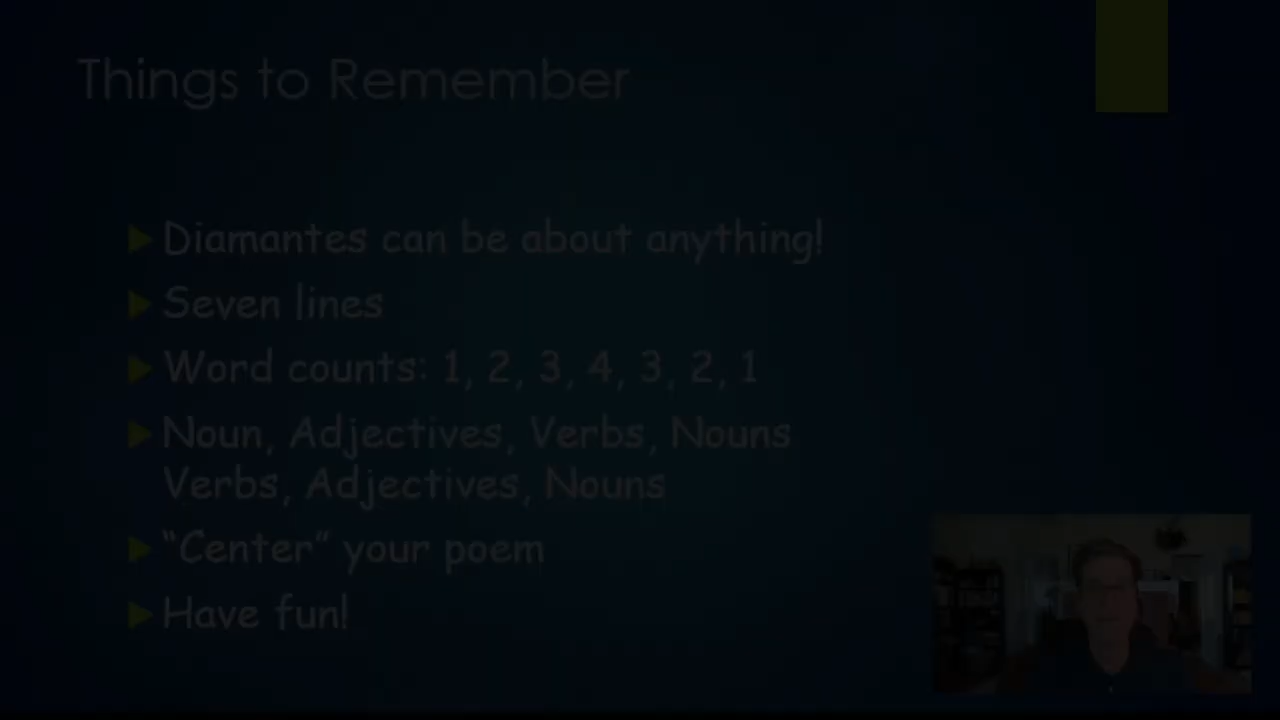 Things to Remember
Diamantes can be about anything!
Seven lines
Word counts: 1, 2, 3, 4, 3, 2, 1
Noun, Adjectives, Verbs, Nouns
Verbs, Adjectives, Nouns
“Center” your poem
Have fun!